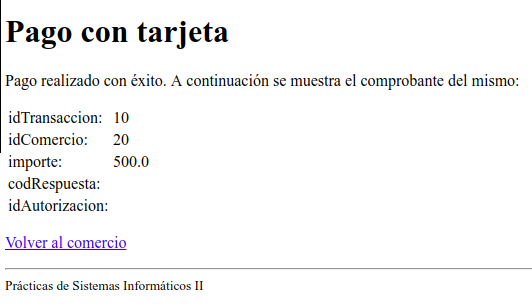 Pago con tarjeta
Pago realizado con éxito. A continuación se muestra el comprobante del mismo:
idTransaccion: 10
idComercio: 20
importe: 500.0
codRespuesta:
idAutorizacion:
Volver al comercio
Prácticas de Sistemas Informáticos II